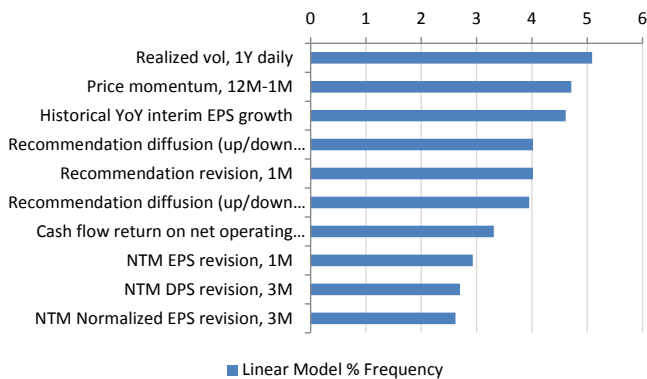 0 1 2 3 4 5 6
Realized vol, 1Y daily
Price momentum, 12M-1M
Historical YoY interim EPS growth
Recommendation diffusion (up/down...
Recommendation revision, 1M
Recommendation diffusion (up/down...
Cash flow return on net operating...
NTM EPS revision, 1M
NTM DPS revision, 3M
NTM Normalized EPS revision, 3M
Linear Model % Frequency